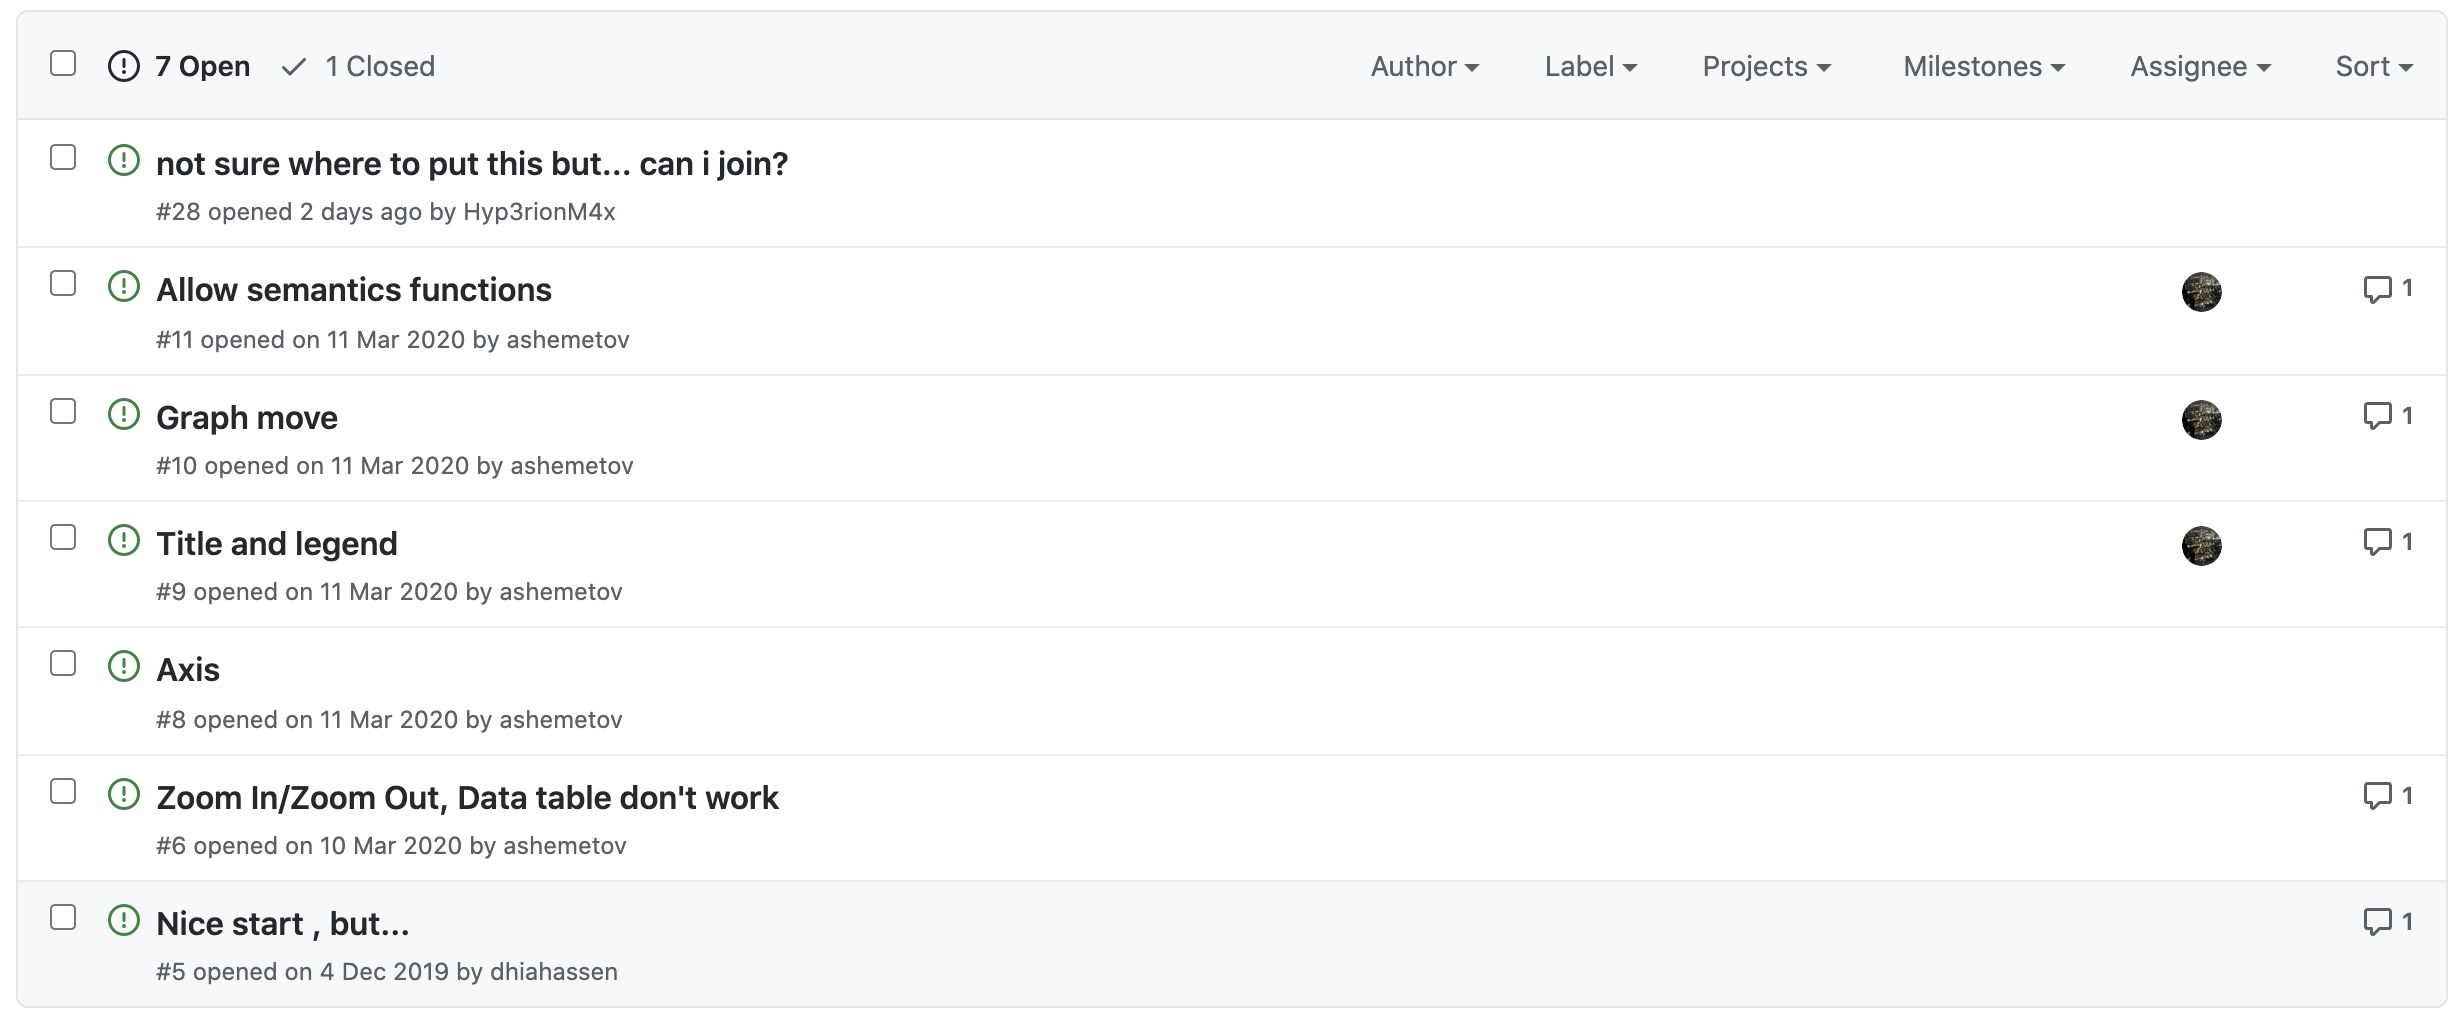 7 Open 1 Closed Author Label Projects Milestones Assignee Sort
not sure where to put this but... can i join?
#28 opened 2 days ago by Hyp3rionM4x
Allow semantics functions 1
#11 opened on 11 Mar 2020 by ashemetov
Graph move 1
#10 opened on 11 Mar 2020 by ashemetov
Title and legend 1
#9 opened on 11 Mar 2020 by ashemetov
Axis
#8 opened on 11 Mar 2020 by ashemetov
Zoom In/Zoom Out, Data table don't work 1
#6 opened on 10 Mar 2020 by ashemetov
Nice start , but... 1
#5 opened on 4 Dec 2019 by dhiahassen